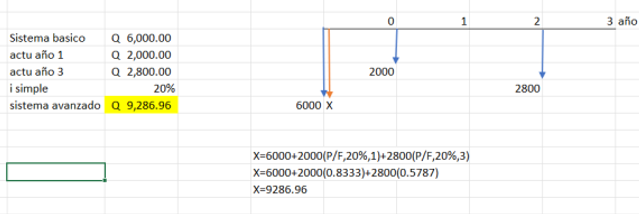 0 1 2 3 año
Sistema basico Q 6,000.00
actu año 1 Q 2,000.00
actu año 3 Q 2,800.00
2000
i simple 20%
2800
sistema avanzado Q 9,286.96
6000 X
X=6000+2000(P/F,20%,1)+2800(P/F,20%,3)
X=6000+2000(0.8333)+2800(0.5787)
X=9286.96